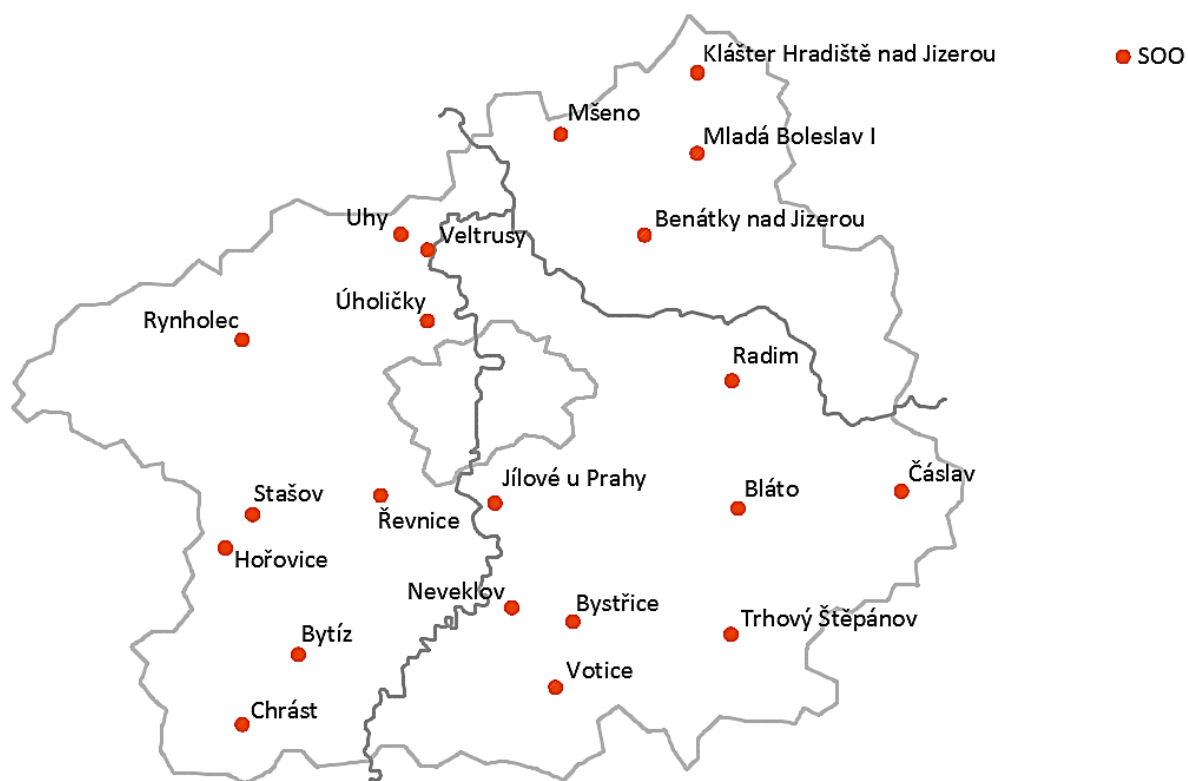 Klášter Hradiště nad Jizerou
SOO
Mšeno
Mladá Boleslav I
Uhy
Benátky nad Jizerou
Veltrusy
Úholičky
Rynholec
Radim
Čáslav
Jílové u Prahy
Bláto
Stašov
Řevnice
Hořovice
Neveklov
Bystřice
Trhový Štěpánov
Bytíz
Votice
Chrást